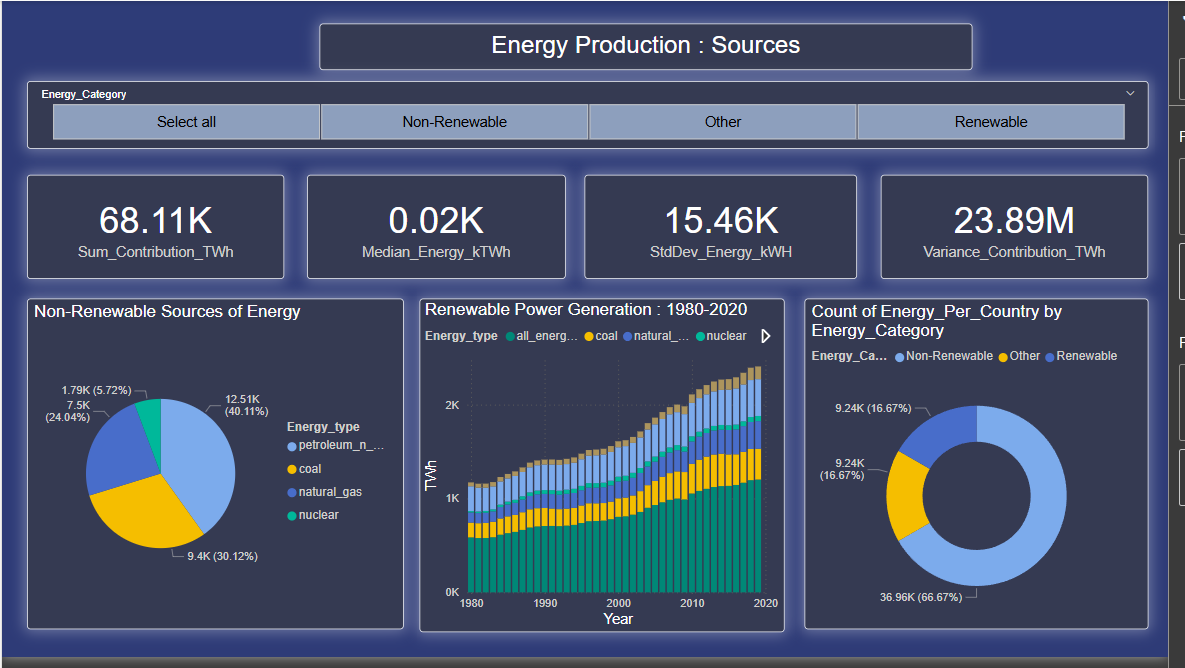 Energy Production : Sources
Energy_Category
Select all
Non-Renewable
Other
Renewable
68.11K
Sum_Contribution_TWh
0.02K
Median_Energy_kTWh
15.46K
StdDev_Energy_kWH
23.89M
Variance_Contribution_TWh
Non-Renewable Sources of Energy
1.79K (5.72%)
7.5K
(24.04%)
12.51K
(40.11%)
9.4K (30.12%)
Energy_type
petroleum_n_...
coal
natural_gas
nuclear
Renewable Power Generation : 1980-2020
Energy_type
all_energ...
coal
natural_...
nuclear
TWh
2K
1K
0K
1980
1990
2000
2010
2020
Year
Count of Energy_Per_Country by
Energy_Category
Energy_Ca...
Non-Renewable
Other
Renewable
9.24K (16.67%)
9.24K
(16.67%)
36.96K (66.67%)